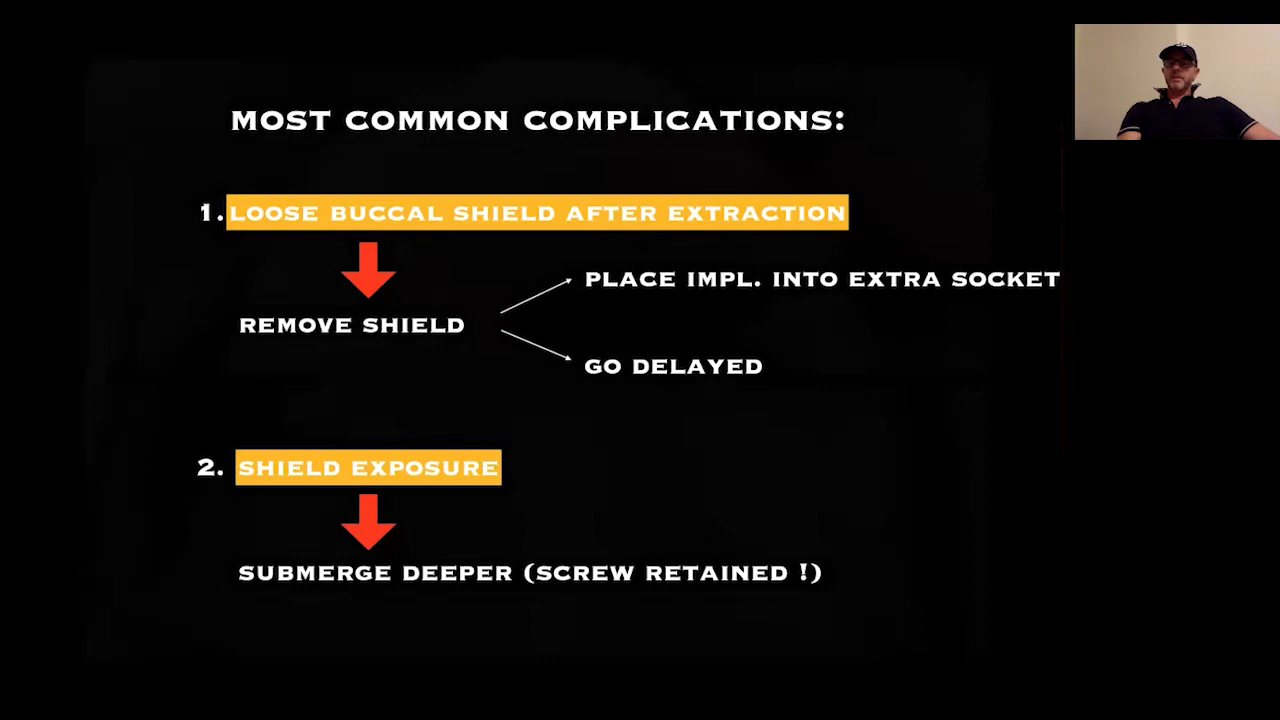 MOST COMMON COMPLICATIONS:
1. LOOSE BUCCAL SHIELD AFTER EXTRACTION
PLACE IMPL. INTO EXTRA SOCKET
REMOVE SHIELD
GO DELAYED
2. SHIELD EXPOSURE
SUBMERGE DEEPER (SCREW RETAINED !)